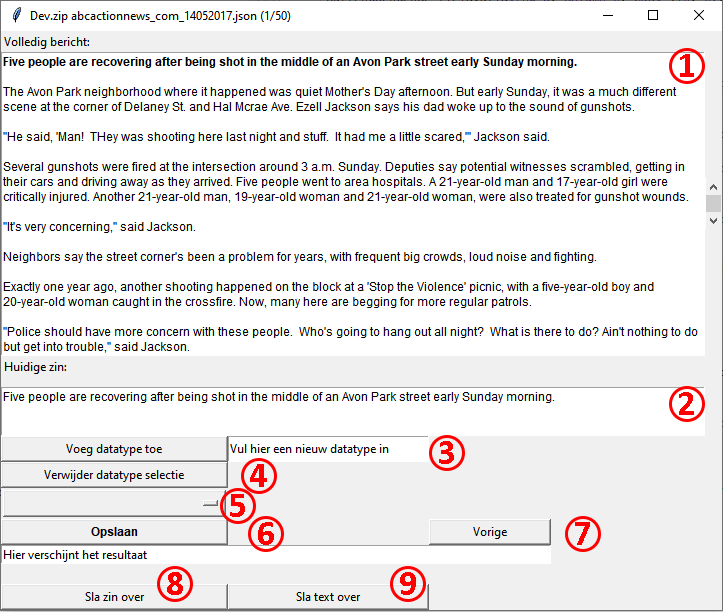 Dev.zip abcactionnews_com_14052017.json (1/50)
Volledig bericht:
Five people are recovering after being shot in the middle of an Avon Park street early Sunday morning.
1
The Avon Park neighborhood where it happened was quiet Mother's Day afternoon. But early Sunday, it was a much different
scene at the corner of Delaney St. and Hal Mcrae Ave. Ezell Jackson says his dad woke up to the sound of gunshots.
"He said, 'Man!  THey was shooting here last night and stuff.  It had me a little scared,'" Jackson said.
Several gunshots were fired at the intersection around 3 a.m. Sunday. Deputies say potential witnesses scrambled, getting in
their cars and driving away as they arrived. Five people went to area hospitals. A 21-year-old man and 17-year-old girl were
critically injured. Another 21-year-old man, 19-year-old woman and 21-year-old woman, were also treated for gunshot wounds.
"It's very concerning," said Jackson.
Neighbors say the street corner's been a problem for years, with frequent big crowds, loud noise and fighting.
Exactly one year ago, another shooting happened on the block at a 'Stop the Violence' picnic, with a five-year-old boy and
20-year-old woman caught in the crossfire. Now, many here are begging for more regular patrols.
"Police should have more concern with these people.  Who's going to hang out all night?  What is there to do? Ain't nothing to do
but get into trouble," said Jackson.
Huidige zin:
Five people are recovering after being shot in the middle of an Avon Park street early Sunday morning.
2
Voeg datatype toe
Vul hier een nieuw datatype in
3
Verwijder datatype selectie
4
5
Opslaan
6
Vorige
7
Hier verschijnt het resultaat
8
9
Sla zin over
Sla text over